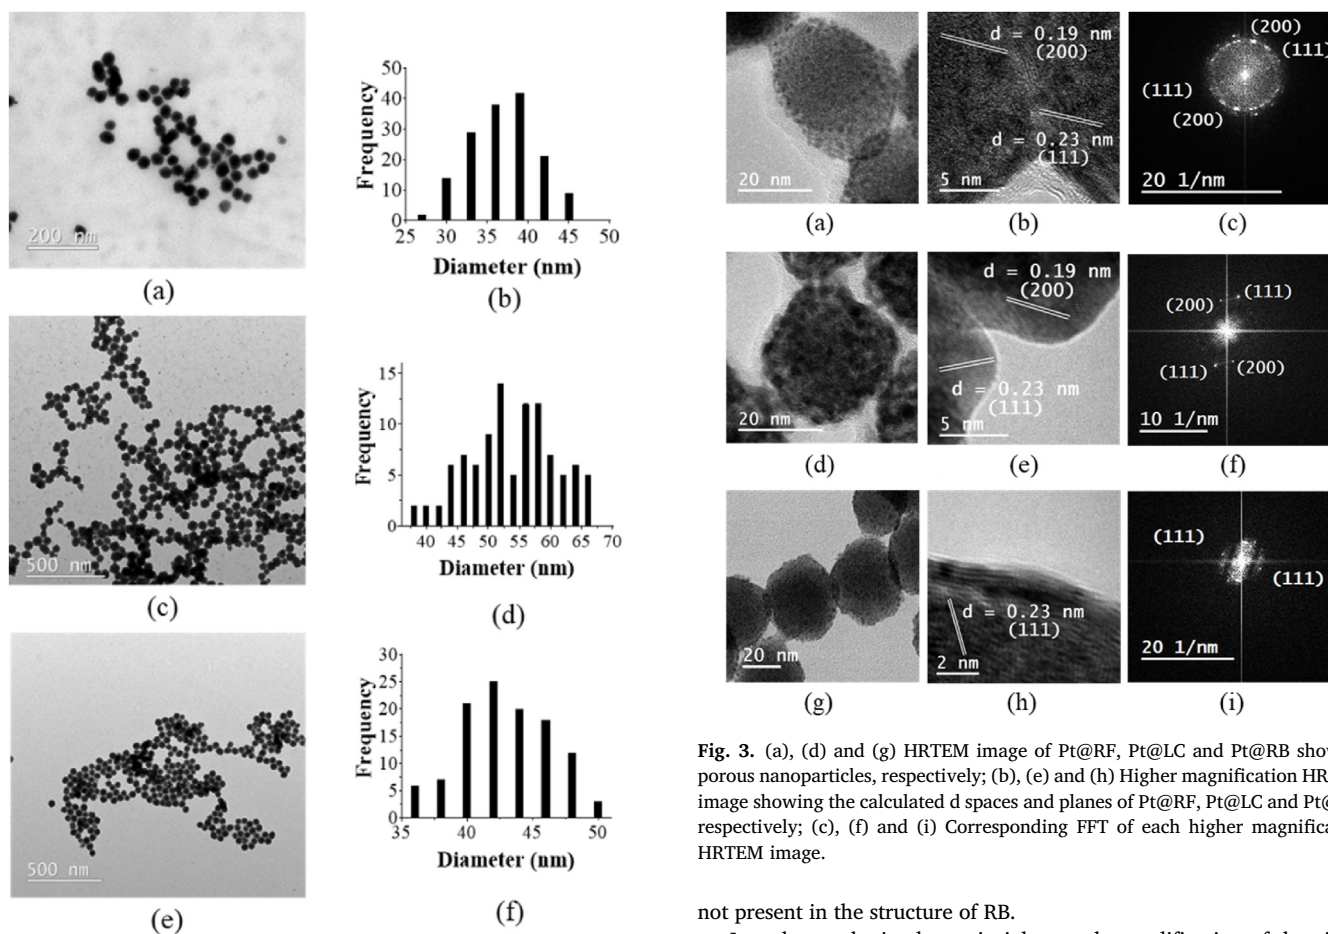 200 nm
(a)
50
40
30
20
10
0
25 30 35 40 45 50
Frequency
Diameter (nm)
(b)
500 nm
(c)
15
10
5
0
40 45 50 55 60 65 70
Frequency
Diameter (nm)
(d)
500 nm
(e)
30
25
20
15
10
5
0
35 40 45 50
Frequency
Diameter (nm)
(f)
20 nm
(a)
d = 0.19 nm
(200)
d = 0.23 nm
(111)
5 nm
(b)
(200)
(111)
(111)
(200)
20 1/nm
(c)
20 nm
(d)
d = 0.19 nm
(200)
d = 0.23 nm
(111)
5 nm
(e)
(200) (111)
(111) (200)
10 1/nm
(f)
20 nm
(g)
d = 0.23 nm
(111)
2 nm
(h)
(111)
(111)
20 1/nm
(i)
Fig. 3. (a), (d) and (g) HRTEM image of Pt@RF, Pt@LC and Pt@RB show
porous nanoparticles, respectively; (b), (e) and (h) Higher magnification HR
image showing the calculated d spaces and planes of Pt@RF, Pt@LC and Pt@
respectively; (c), (f) and (i) Corresponding FFT of each higher magnifica
HRTEM image.
not present in the structure of RB.